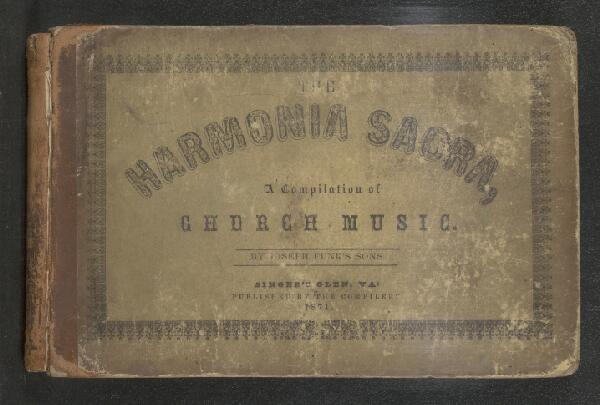 THE
HARMONIA SACRA,
A Compilation of
CHURCH MUSIC.
BY JOSEPH FUNK'S SONS
SINGER'S GLEN, VA:
PUBLISHED BY THE COMPILERS
1871